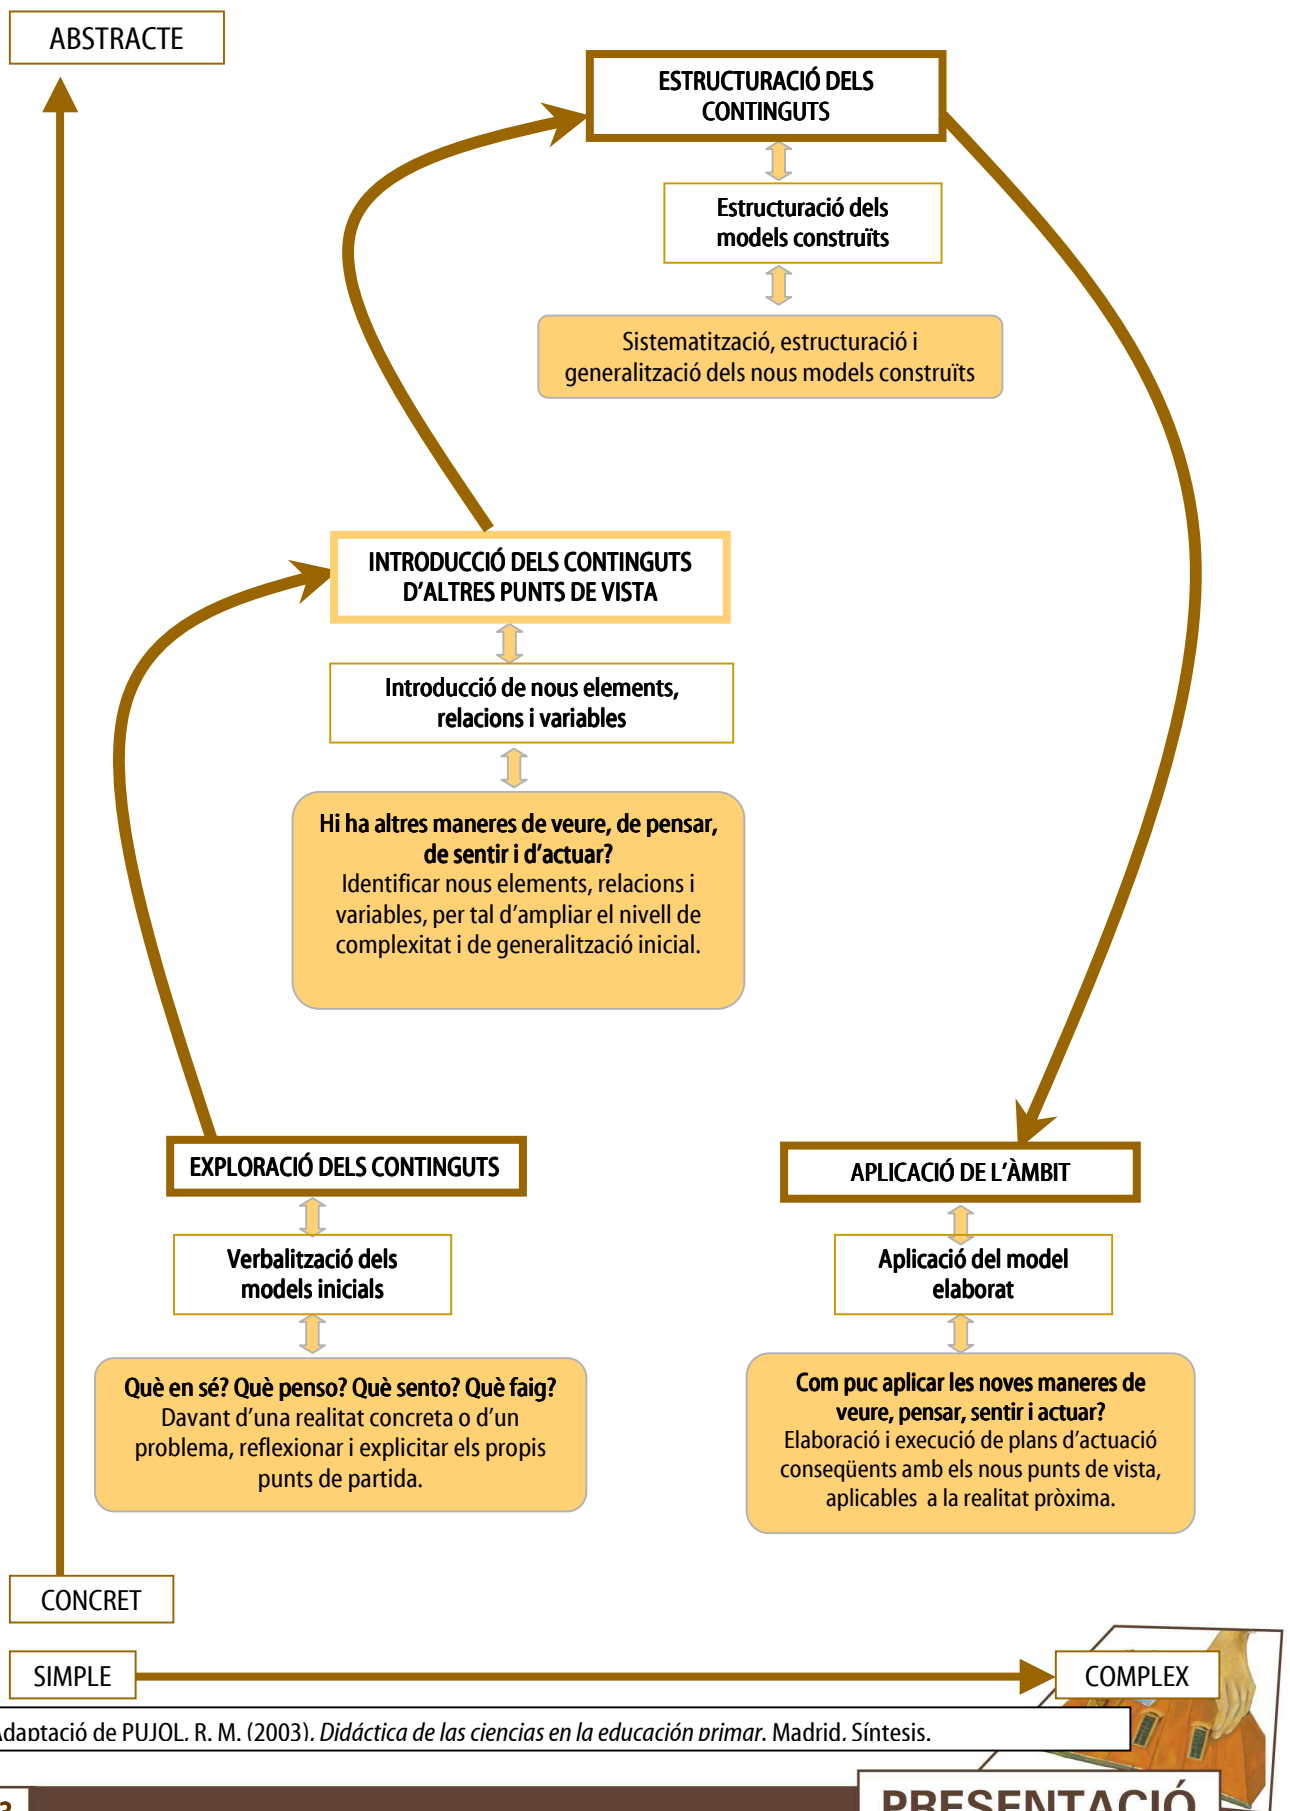 ABSTRACTE
ESTRUCTURACIÓ DELS
CONTINGUTS
Estructuració dels
models construïts
Sistematització, estructuració i
generalització dels nous models construïts
INTRODUCCIÓ DELS CONTINGUTS
D’ALTRES PUNTS DE VISTA
Introducció de nous elements,
relacions i variables
Hi ha altres maneres de veure, de pensar,
de sentir i d’actuar?
Identificar nous elements, relacions i
variables, per tal d’ampliar el nivell de
complexitat i de generalització inicial.
EXPLORACIÓ DELS CONTINGUTS
Verbalització dels
models inicials
Què en sé? Què penso? Què sento? Què faig?
Davant d’una realitat concreta o d’un
problema, reflexionar i explicitar els propis
punts de partida.
APLICACIÓ DE L’ÀMBIT
Aplicació del model
elaborat
Com puc aplicar les noves maneres de
veure, pensar, sentir i actuar?
Elaboració i execució de plans d’actuació
conseqüents amb els nous punts de vista,
aplicables a la realitat pròxima.
CONCRET
SIMPLE
COMPLEX
Adaptació de PUJOL, R. M. (2003). Didáctica de las ciencias en la educación primar. Madrid. Síntesis.
PRESENTACIÓ
3